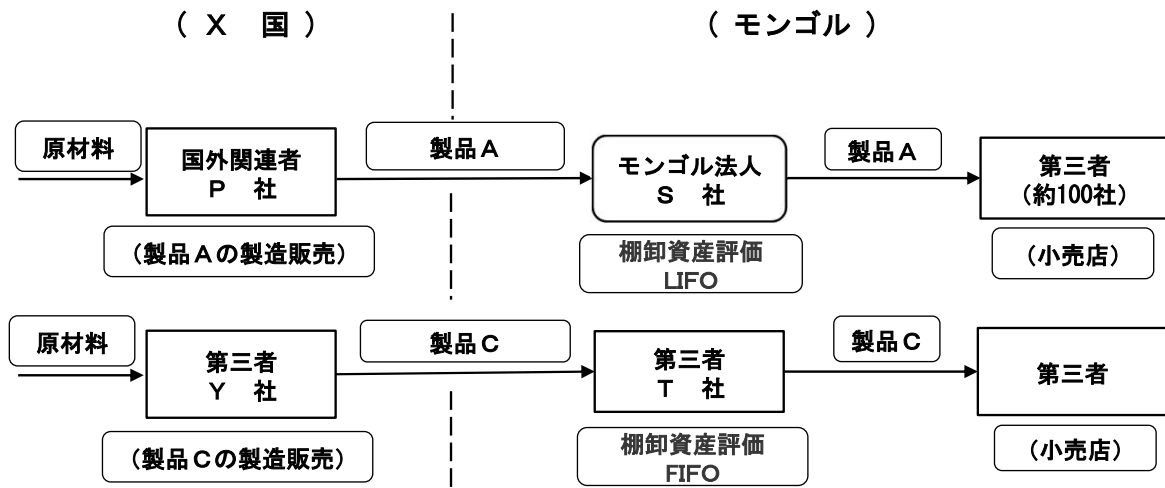 （ Ｘ 国 ）
（ モンゴル ）
原材料
国外関連者
Ｐ 社
製品Ａ
モンゴル法人
Ｓ 社
製品Ａ
第三者
（約100社）
（製品Ａの製造販売）
棚卸資産評価
LIFO
（小売店）
原材料
第三者
Ｙ 社
製品Ｃ
第三者
Ｔ 社
製品Ｃ
第三者
（製品Ｃの製造販売）
棚卸資産評価
FIFO
（小売店）